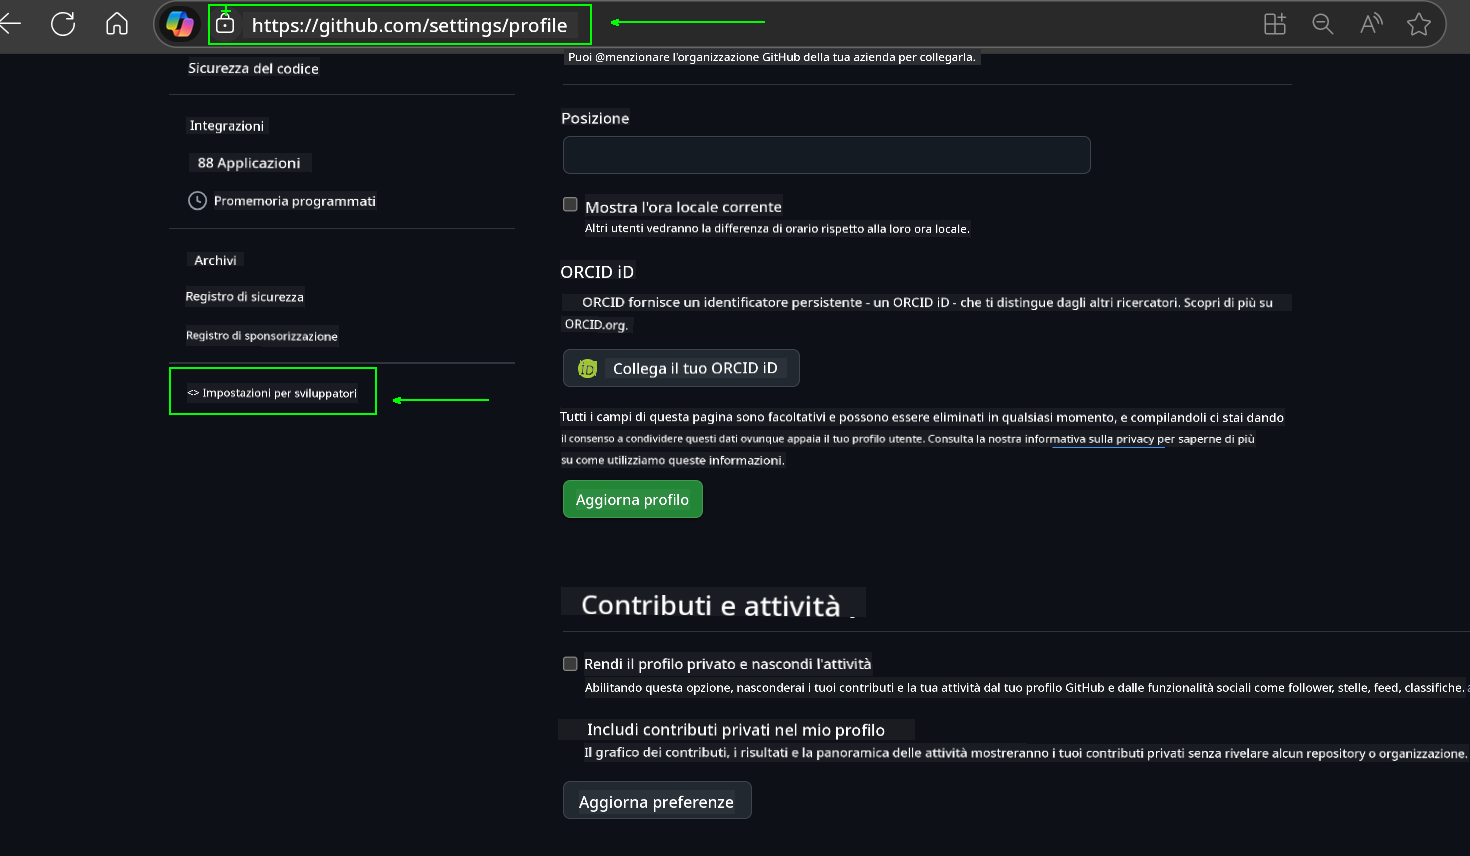 https://github.com/settings/profile
Sicurezza del codice
Integrazioni
88 Applicazioni
Promemoria programmati
Archivi
Registro di sicurezza
Registro di sponsorizzazione
<> Impostazioni per sviluppatori
Puoi @menzionare l'organizzazione GitHub della tua azienda per collegarla.
Posizione
Mostra l'ora locale corrente
Altri utenti vedranno la differenza di orario rispetto alla loro ora locale.
ORCID iD
ORCID fornisce un identificatore persistente - un ORCID iD - che ti distingue dagli altri ricercatori. Scopri di più su
ORCID.org.
iD Collega il tuo ORCID iD
Tutti i campi di questa pagina sono facoltativi e possono essere eliminati in qualsiasi momento, e compilandoli ci stai dando
il consenso a condividere questi dati ovunque appaia il tuo profilo utente. Consulta la nostra informativa sulla privacy per saperne di più
su come utilizziamo queste informazioni.
Aggiorna profilo
Contributi e attività
Rendi il profilo privato e nascondi l'attività
Abilitando questa opzione, nasconderai i tuoi contributi e la tua attività dal tuo profilo GitHub e dalle funzionalità sociali come follower, stelle, feed, classifiche.
Includi contributi privati nel mio profilo
Il grafico dei contributi, i risultati e la panoramica delle attività mostreranno i tuoi contributi privati senza rivelare alcun repository o organizzazione.
Aggiorna preferenze